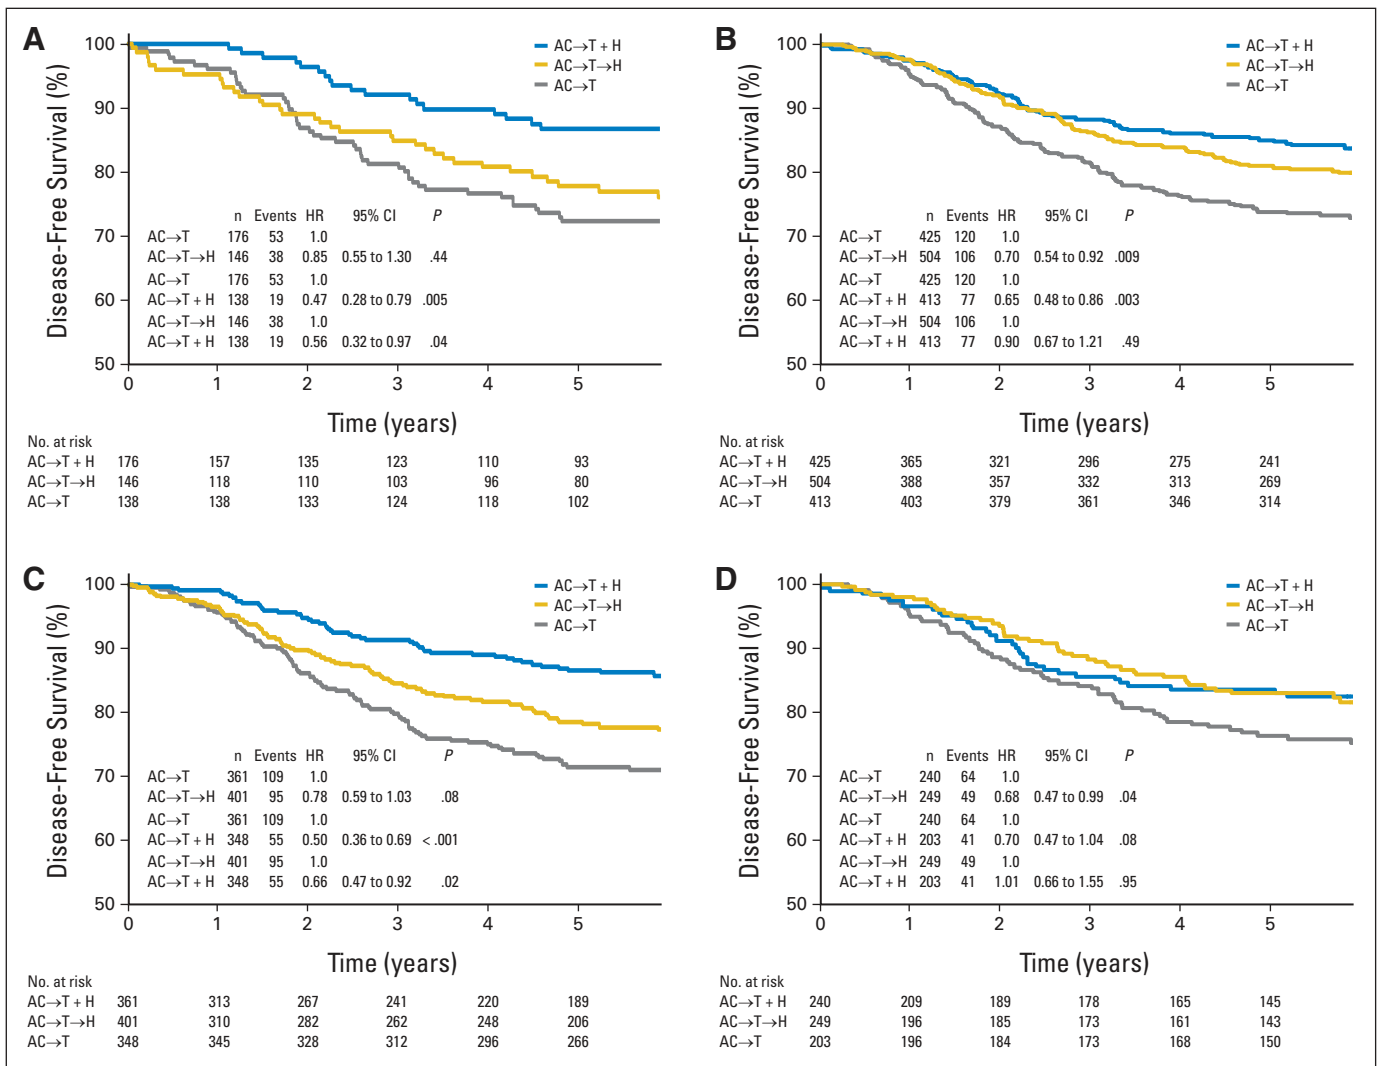 A
Disease-Free Survival (%)
100
90
80
70
60
50
AC→T + H
AC→T→H
AC→T
n Events HR 95% CI P
AC→T 176 53 1.0
AC→T→H 146 38 0.85 0.55 to 1.30 .44
AC→T 176 53 1.0
AC→T + H 138 19 0.47 0.28 to 0.79 .005
AC→T→H 146 38 1.0
AC→T + H 138 19 0.56 0.32 to 0.97 .04
0 1 2 3 4 5
Time (years)
No. at risk
AC→T + H 176 157 135 123 110 93
AC→T→H 146 118 110 103 96 80
AC→T 138 138 133 124 118 102
B
Disease-Free Survival (%)
100
90
80
70
60
50
AC→T + H
AC→T→H
AC→T
n Events HR 95% CI P
AC→T 425 120 1.0
AC→T→H 504 106 0.70 0.54 to 0.92 .009
AC→T 425 120 1.0
AC→T + H 413 77 0.65 0.48 to 0.86 .003
AC→T→H 504 106 1.0
AC→T + H 413 77 0.90 0.67 to 1.21 .49
0 1 2 3 4 5
Time (years)
No. at risk
AC→T + H 425 365 321 296 275 241
AC→T→H 504 388 357 332 313 269
AC→T 413 403 379 361 346 314
C
Disease-Free Survival (%)
100
90
80
70
60
50
AC→T + H
AC→T→H
AC→T
n Events HR 95% CI P
AC→T 361 109 1.0
AC→T→H 401 95 0.78 0.59 to 1.03 .08
AC→T 361 109 1.0
AC→T + H 348 55 0.50 0.36 to 0.69 < .001
AC→T→H 401 95 1.0
AC→T + H 348 55 0.66 0.47 to 0.92 .02
0 1 2 3 4 5
Time (years)
No. at risk
AC→T + H 361 313 267 241 220 189
AC→T→H 401 310 282 262 248 206
AC→T 348 345 328 312 296 266
D
Disease-Free Survival (%)
100
90
80
70
60
50
AC→T + H
AC→T→H
AC→T
n Events HR 95% CI P
AC→T 240 64 1.0
AC→T→H 249 49 0.68 0.47 to 0.99 .04
AC→T 240 64 1.0
AC→T + H 203 41 0.70 0.47 to 1.04 .08
AC→T→H 249 49 1.0
AC→T + H 203 41 1.01 0.66 to 1.55 .95
0 1 2 3 4 5
Time (years)
No. at risk
AC→T + H 240 209 189 178 165 145
AC→T→H 249 196 185 173 161 143
AC→T 203 196 184 173 168 150